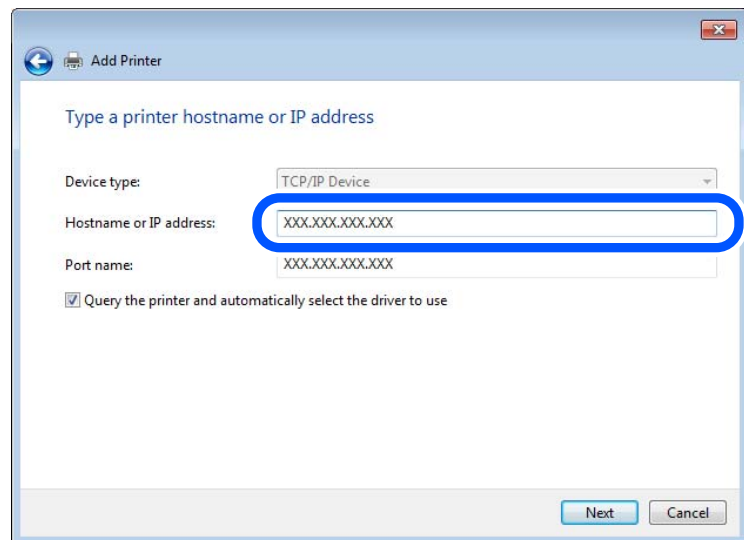 Add Printer
Type a printer hostname or IP address
Device type: TCP/IP Device
Hostname or IP address: XXX.XXX.XXX.XXX
Port name: XXX.XXX.XXX.XXX
Query the printer and automatically select the driver to use
Next Cancel